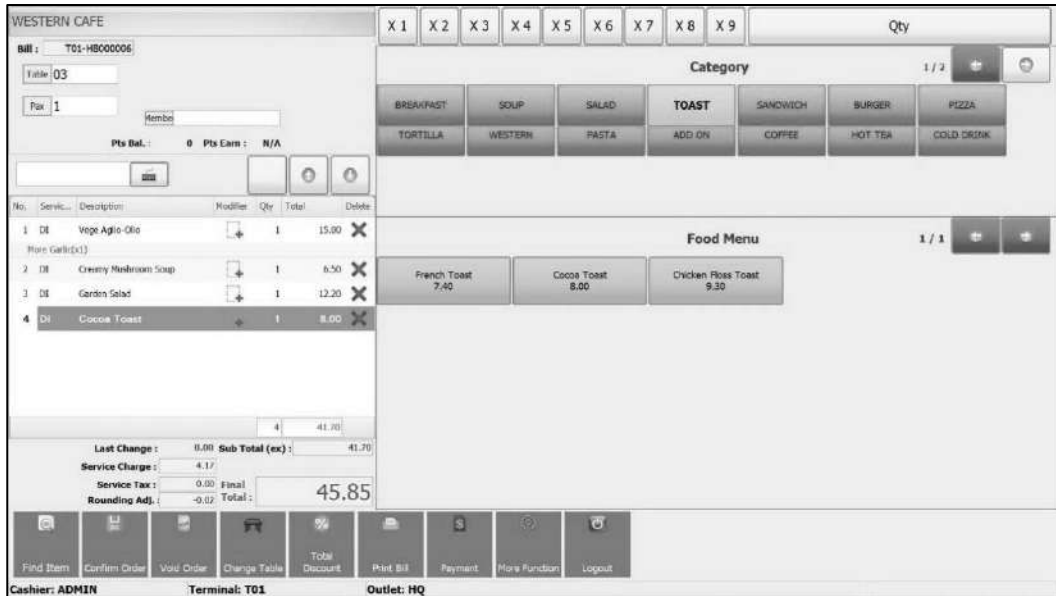 WESTERN CAFE
Bill : T01-HB000006
Table 03
Pax 1
Membe
Pts Bal. : 0 Pts Earn : N/A
No. Servic... Description Modifier Qty Total Delete
1 DI Vege Aglio-Olio 1 15.00
More Garlic(x1)
2 DI Creamy Mushroom Soup 1 6.50
3 DI Garden Salad 1 12.20
4 DI Cocoa Toast 1 8.00
4 41.70
Last Change : 0.00 Sub Total (ex) : 41.70
Service Charge : 4.17
Service Tax : 0.00 Final Total : 45.85
Rounding Adj. : -0.02
X 1 X 2 X 3 X 4 X 5 X 6 X 7 X 8 X 9 Qty
Category 1 / 2
BREAKFAST SOUP SALAD TOAST SANDWICH BURGER PIZZA
TORTILLA WESTERN PASTA ADD ON COFFEE HOT TEA COLD DRINK
Food Menu 1 / 1
French Toast Cocoa Toast Chicken Floss Toast
7.40 8.00 9.30
Find Item Confirm Order Void Order Change Table Total Discount Print Bill Payment More Function Logout
Cashier: ADMIN Terminal: T01 Outlet: HQ